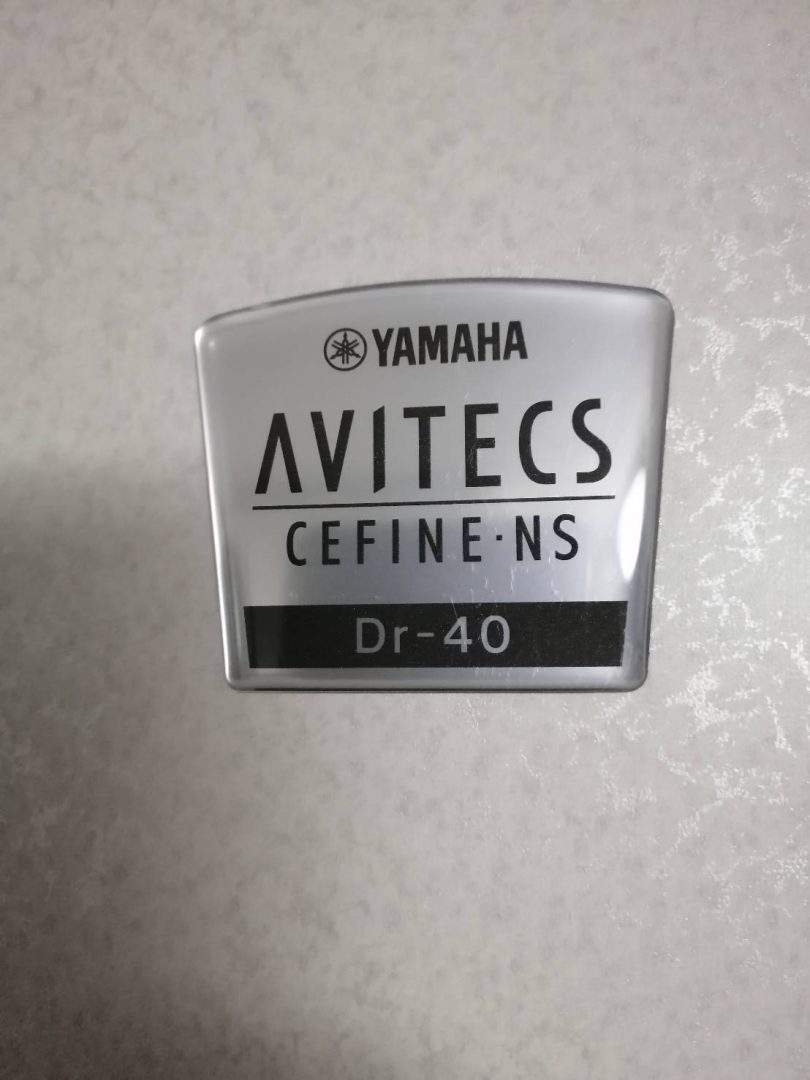 YAMAHA
AVITECS
CEFINE·NS
Dr-40